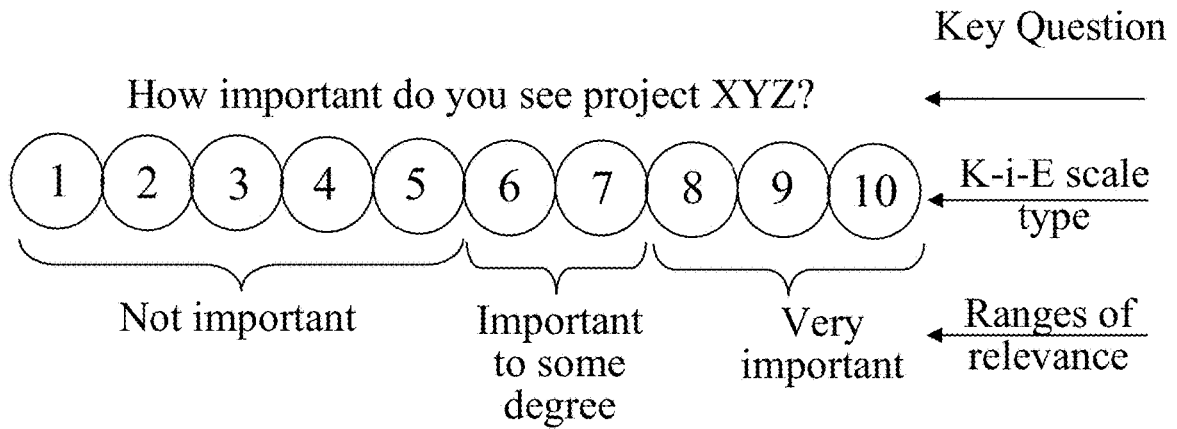 Key Question
How important do you see project XYZ?
1 2 3 4 5 6 7 8 9 10
K-i-E scale
type
Not important
Important
to some
degree
Very
important
Ranges of
relevance